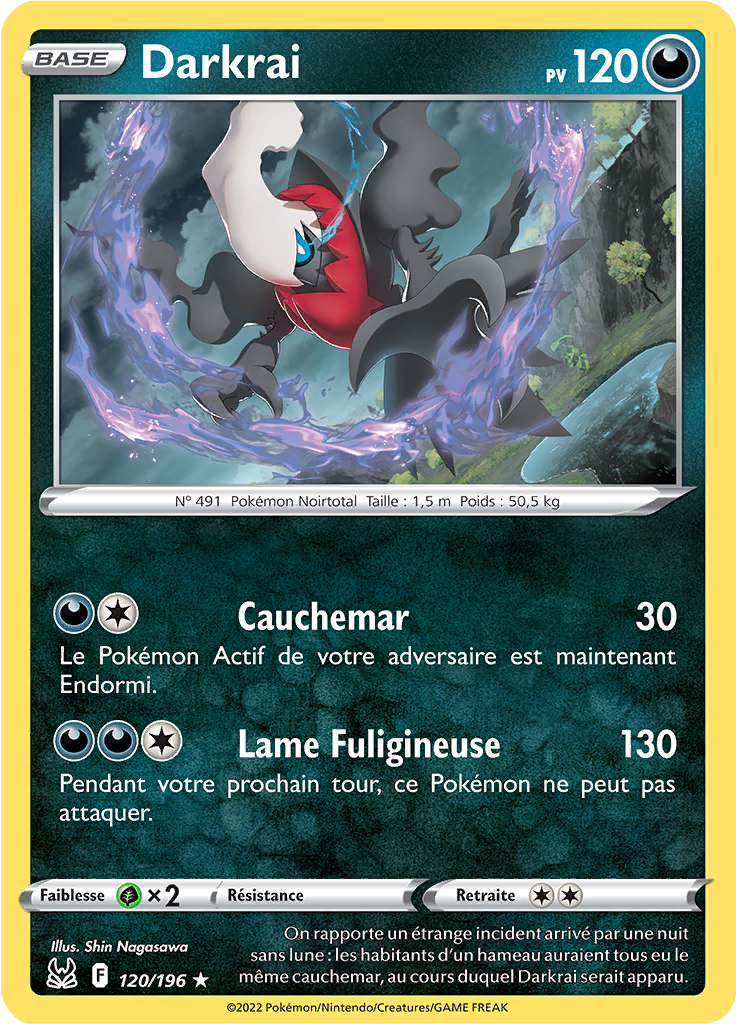 BASE Darkrai PV 120
Nº 491 Pokémon Noirtotal Taille : 1,5 m Poids : 50,5 kg
Cauchemar 30
Le Pokémon Actif de votre adversaire est maintenant
Endormi.
Lame Fuligineuse 130
Pendant votre prochain tour, ce Pokémon ne peut pas
attaquer.
Faiblesse ×2 Résistance Retraite
Illus. Shin Nagasawa
F 120/196 ★
On rapporte un étrange incident arrivé par une nuit
sans lune : les habitants d'un hameau auraient tous eu le
même cauchemar, au cours duquel Darkrai serait apparu.
©2022 Pokémon/Nintendo/Creatures/GAME FREAK